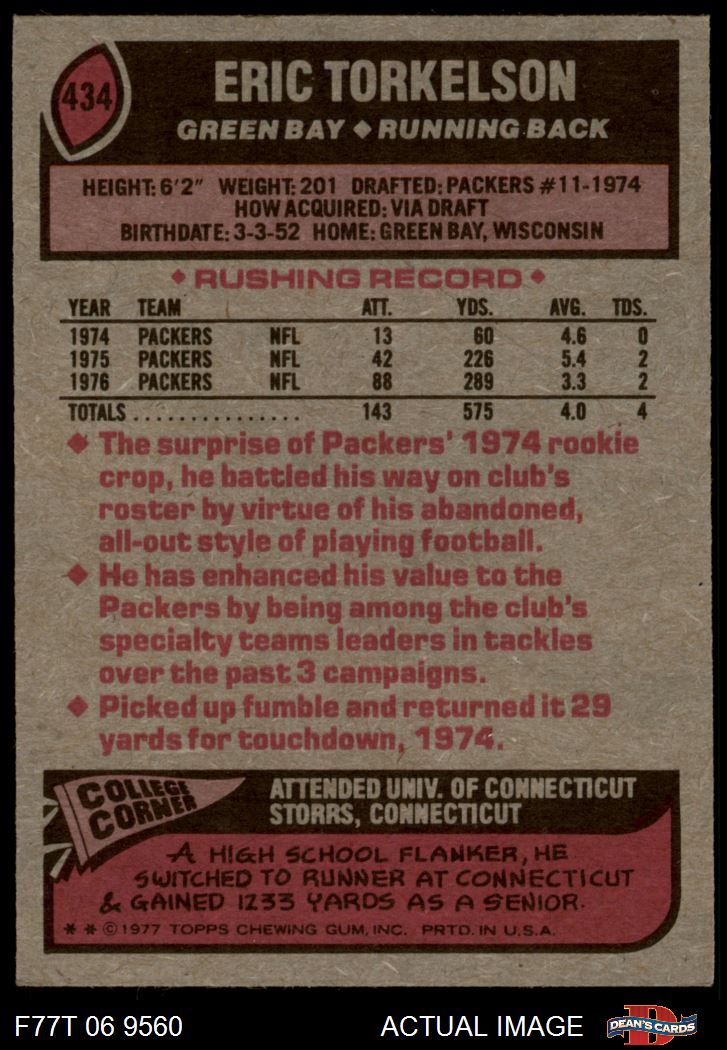 434
ERIC TORKELSON
GREEN BAY ◆ RUNNING BACK
HEIGHT: 6'2" WEIGHT: 201 DRAFTED: PACKERS #11-1974
HOW ACQUIRED: VIA DRAFT
BIRTHDATE: 3-3-52 HOME: GREEN BAY, WISCONSIN
◆ RUSHING RECORD ◆
YEAR TEAM ATT. YDS. AVG. TDS.
1974 PACKERS NFL 13 60 4.6 0
1975 PACKERS NFL 42 226 5.4 2
1976 PACKERS NFL 88 289 3.3 2
TOTALS . . . . . . . . . . . . . . . 143 575 4.0 4
◆ The surprise of Packers' 1974 rookie
crop, he battled his way on club's
roster by virtue of his abandoned,
all-out style of playing football.
◆ He has enhanced his value to the
Packers by being among the club's
specialty teams leaders in tackles
over the past 3 campaigns.
◆ Picked up fumble and returned it 29
yards for touchdown, 1974.
COLLEGE
CORNER
ATTENDED UNIV. OF CONNECTICUT
STORRS, CONNECTICUT
A HIGH SCHOOL FLANKER, HE
SWITCHED TO RUNNER AT CONNECTICUT
& GAINED 1233 YARDS AS A SENIOR.
* * © 1977 TOPPS CHEWING GUM, INC. PRTD. IN U.S.A.
F77T 06 9560 ACTUAL IMAGE D DEAN'S CARDS